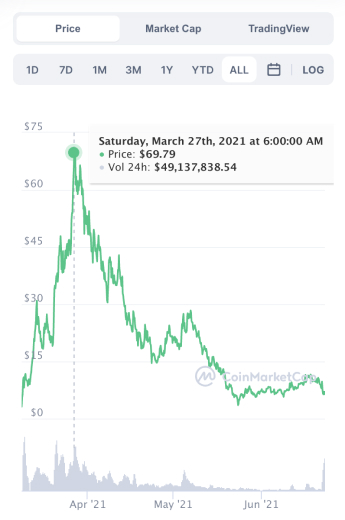 Price Market Cap TradingView
1D 7D 1M 3M 1Y YTD ALL LOG
$75
Saturday, March 27th, 2021 at 6:00:00 AM
Price: $69.79
Vol 24h: $49,137,838.54
$60
$45
$30
$15
CoinMarketCap
$0
Apr '21 May '21 Jun '21